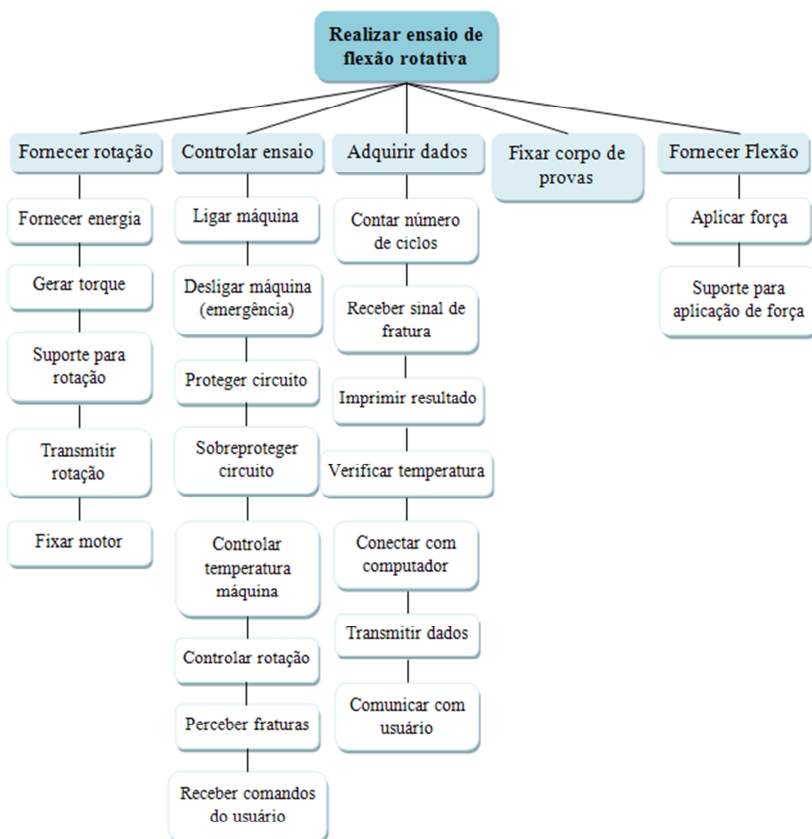 Realizar ensaio de
flexão rotativa
Fornecer rotação
Fornecer energia
Gerar torque
Suporte para
rotação
Transmitir
rotação
Fixar motor
Controlar ensaio
Ligar máquina
Desligar máquina
(emergência)
Proteger circuito
Sobreproteger
circuito
Controlar
temperatura
máquina
Controlar rotação
Perceber fraturas
Receber comandos
do usuário
Adquirir dados
Contar número
de ciclos
Receber sinal de
fratura
Imprimir resultado
Verificar temperatura
Conectar com
computador
Transmitir dados
Comunicar com
usuário
Fixar corpo de
provas
Fornecer Flexão
Aplicar força
Suporte para
aplicação de força